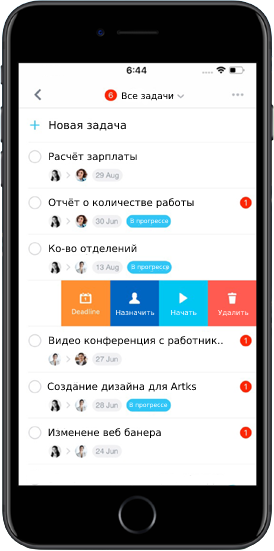 6:44
6 Все задачи
Новая задача
Расчёт зарплаты
29 Aug
Отчёт о количестве работы 1
30 Jun В прогрессе
Ко-во отделений
13 Aug В прогрессе
Deadline Назначить Начать Удалить
Видео конференция с работник.. 1
27 Jun
Создание дизайна для Artks 1
28 Jun В прогрессе
Изменене веб банера 1
24 Jun